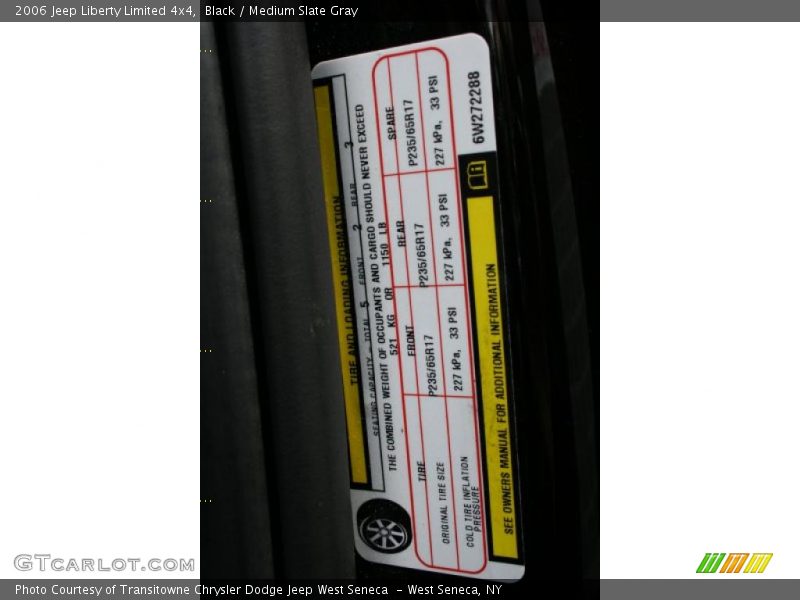 2006 Jeep Liberty Limited 4x4, Black / Medium Slate Gray
TIRE AND LOADING INFORMATION
SEATING CAPACITY - TOTAL 5 FRONT 2 REAR 3
THE COMBINED WEIGHT OF OCCUPANTS AND CARGO SHOULD NEVER EXCEED
521 KG OR 1150 LB
TIRE FRONT REAR SPARE
ORIGINAL TIRE SIZE P235/65R17 P235/65R17 P235/65R17
COLD TIRE INFLATION
PRESSURE 227 kPa, 33 PSI 227 kPa, 33 PSI 227 kPa, 33 PSI
SEE OWNERS MANUAL FOR ADDITIONAL INFORMATION
6W272288
GTCARLOT.COM
Photo Courtesy of Transitowne Chrysler Dodge Jeep West Seneca - West Seneca, NY